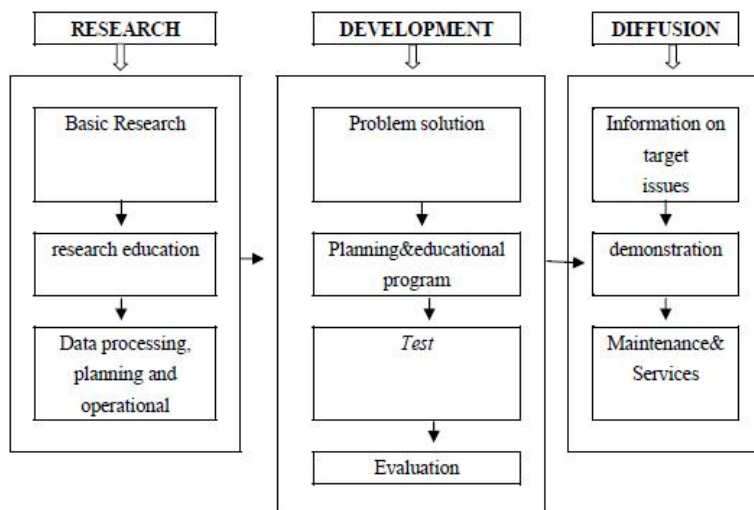 RESEARCH
Basic Research
research education
Data processing,
planning and
operational
DEVELOPMENT
Problem solution
Planning&educational
program
Test
Evaluation
DIFFUSION
Information on
target
issues
demonstration
Maintenance&
Services